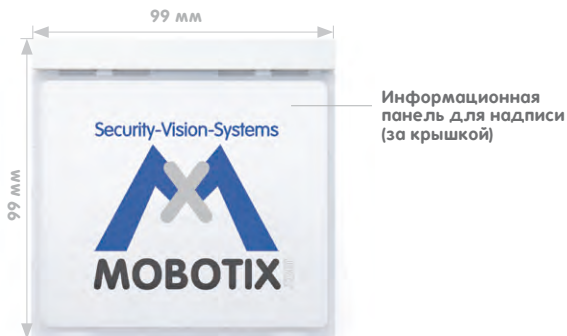 99 мм
99 мм
Информационная
панель для надписи
(за крышкой)
Security-Vision-Systems
MOBOTIX